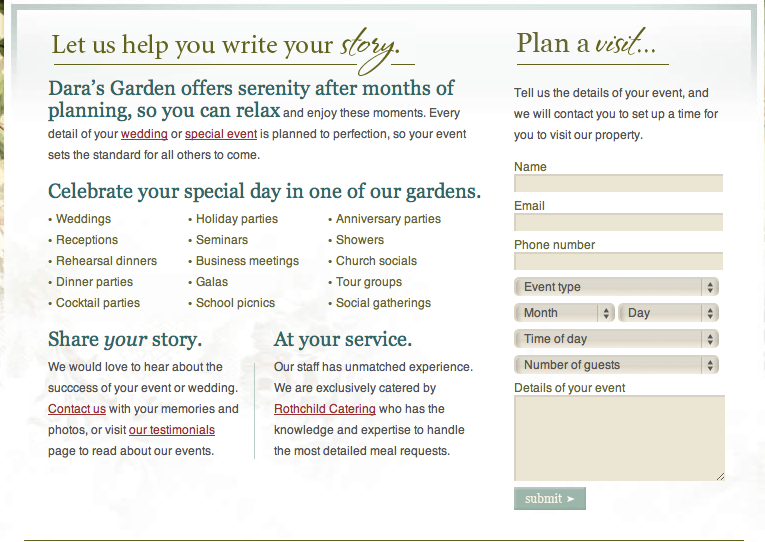 Let us help you write your story.
Dara's Garden offers serenity after months of
planning, so you can relax and enjoy these moments. Every
detail of your wedding or special event is planned to perfection, so your event
sets the standard for all others to come.
Celebrate your special day in one of our gardens.
• Weddings
• Receptions
• Rehearsal dinners
• Dinner parties
• Cocktail parties
• Holiday parties
• Seminars
• Business meetings
• Galas
• School picnics
• Anniversary parties
• Showers
• Church socials
• Tour groups
• Social gatherings
Share your story.
We would love to hear about the
success of your event or wedding.
Contact us with your memories and
photos, or visit our testimonials
page to read about our events.
At your service.
Our staff has unmatched experience.
We are exclusively catered by
Rothchild Catering who has the
knowledge and expertise to handle
the most detailed meal requests.
Plan a visit...
Tell us the details of your event, and
we will contact you to set up a time for
you to visit our property.
Name
Email
Phone number
Event type
Month
Day
Time of day
Number of guests
Details of your event
submit ➤